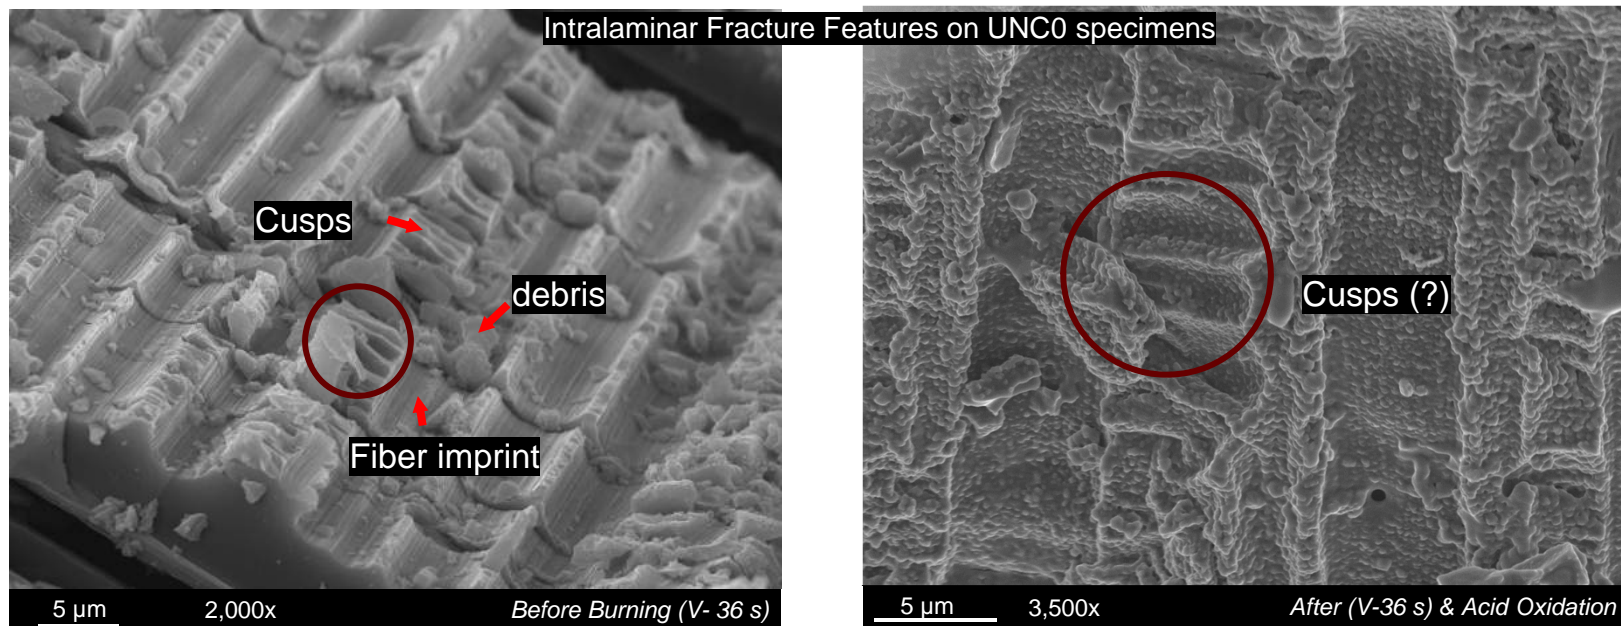 Intralaminar Fracture Features on UNC0 specimens
Cusps
debris
Fiber imprint
5 µm 2,000x Before Burning (V- 36 s)
Cusps (?)
5 µm 3,500x After (V-36 s) & Acid Oxidation